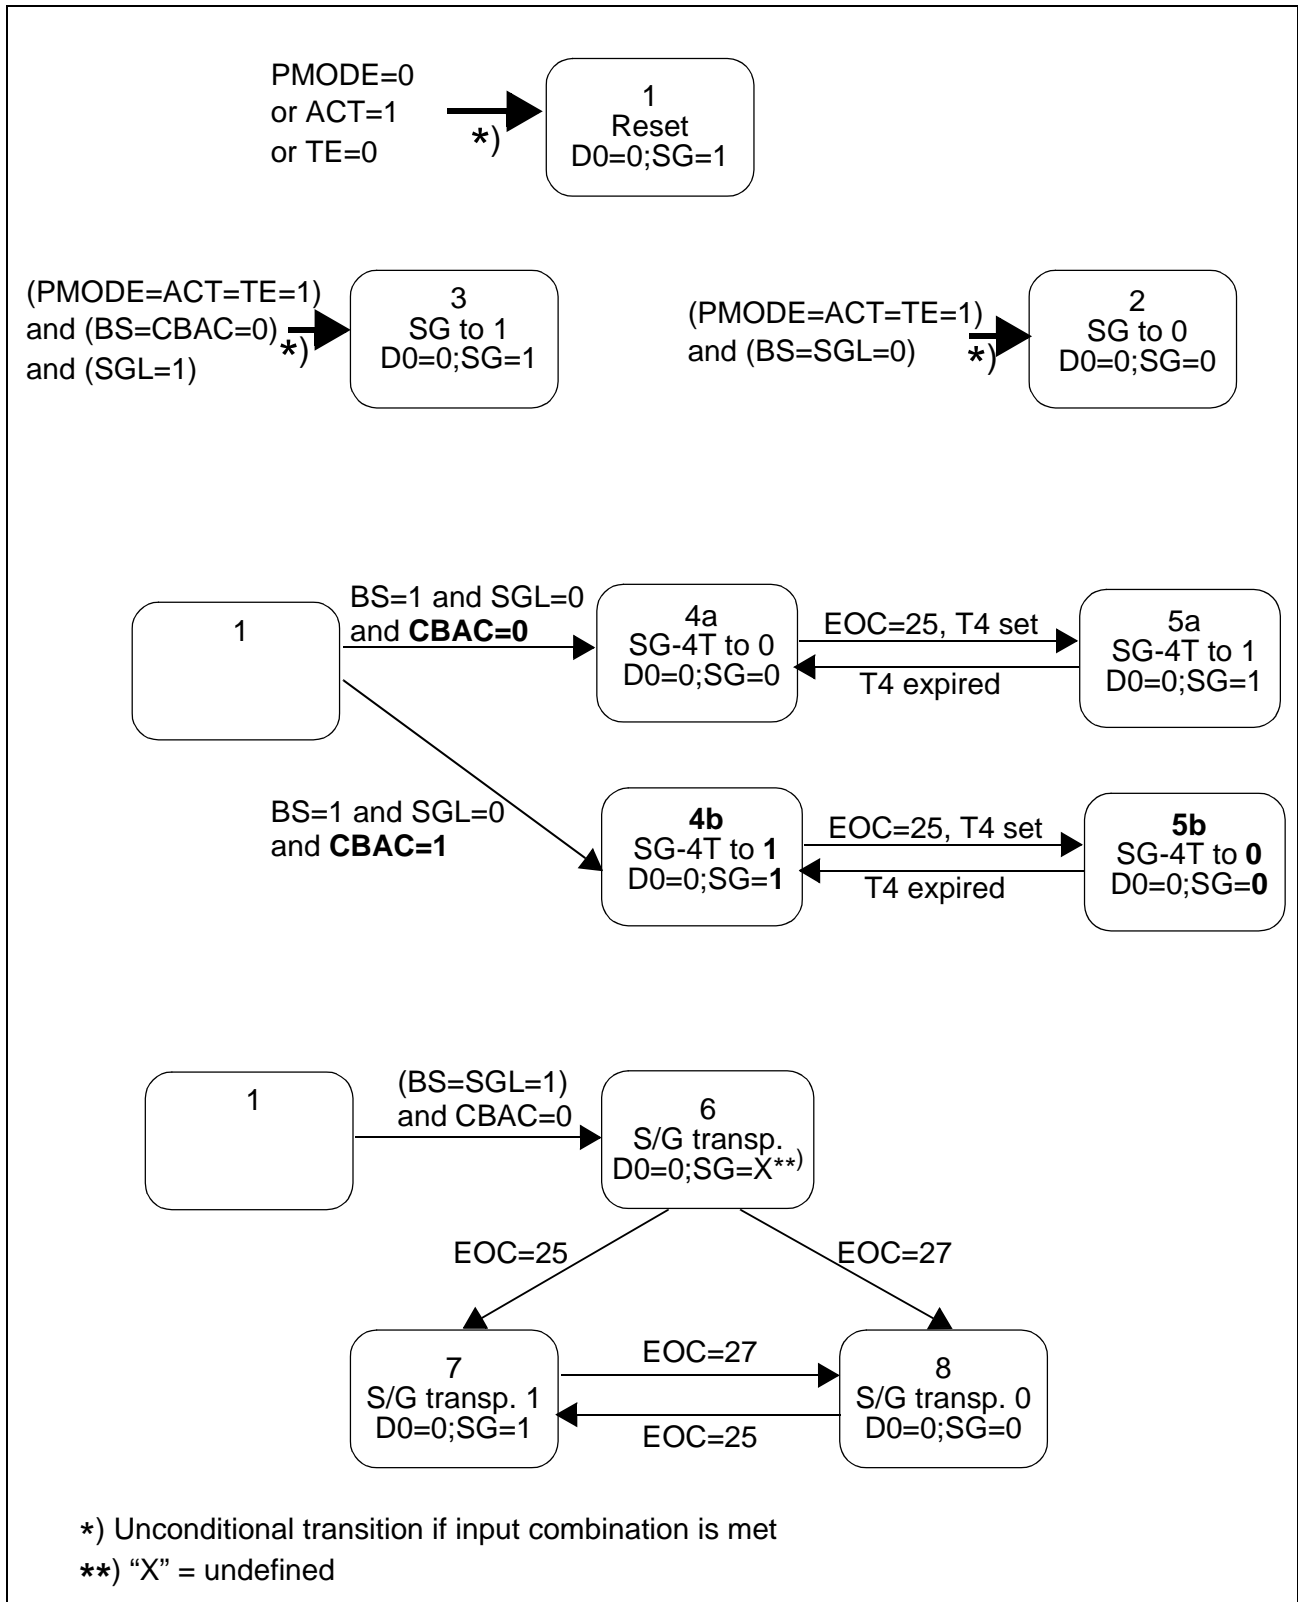 PMODE=0
or ACT=1
or TE=0
*)
1
Reset
D0=0;SG=1
(PMODE=ACT=TE=1)
and (BS=CBAC=0)
and (SGL=1)
*)
3
SG to 1
D0=0;SG=1
(PMODE=ACT=TE=1)
and (BS=SGL=0)
*)
2
SG to 0
D0=0;SG=0
1
BS=1 and SGL=0
and CBAC=0
4a
SG-4T to 0
D0=0;SG=0
EOC=25, T4 set
T4 expired
5a
SG-4T to 1
D0=0;SG=1
BS=1 and SGL=0
and CBAC=1
4b
SG-4T to 1
D0=0;SG=1
EOC=25, T4 set
T4 expired
5b
SG-4T to 0
D0=0;SG=0
1
(BS=SGL=1)
and CBAC=0
6
S/G transp.
D0=0;SG=X**)
EOC=25
EOC=27
7
S/G transp. 1
D0=0;SG=1
EOC=27
EOC=25
8
S/G transp. 0
D0=0;SG=0
*) Unconditional transition if input combination is met
**) “X” = undefined